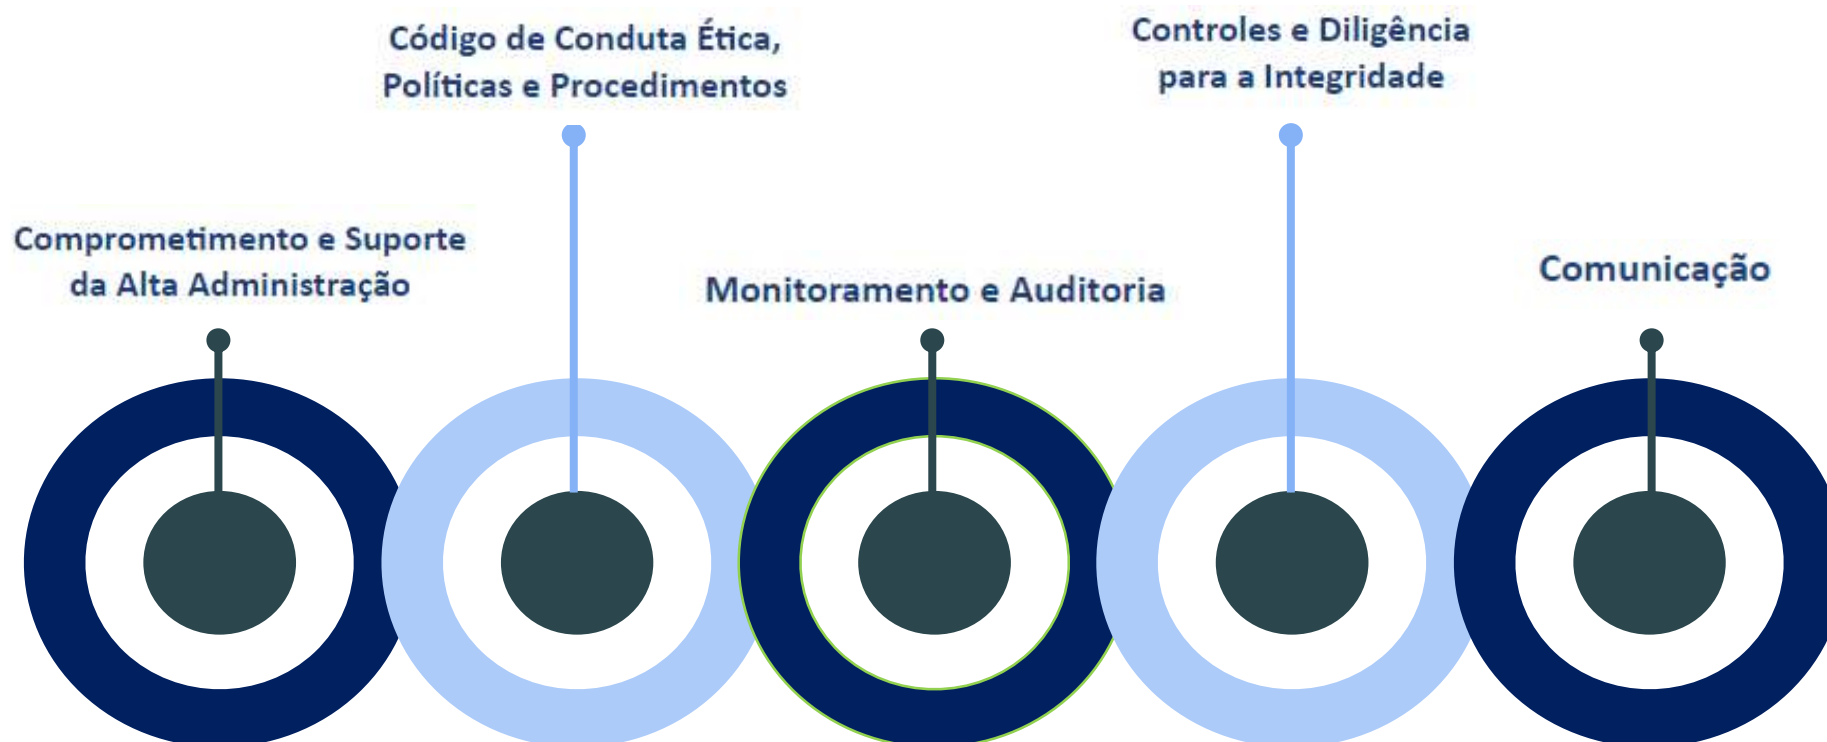 Comprometimento e Suporte
da Alta Administração
Código de Conduta Ética,
Políticas e Procedimentos
Monitoramento e Auditoria
Controles e Diligência
para a Integridade
Comunicação